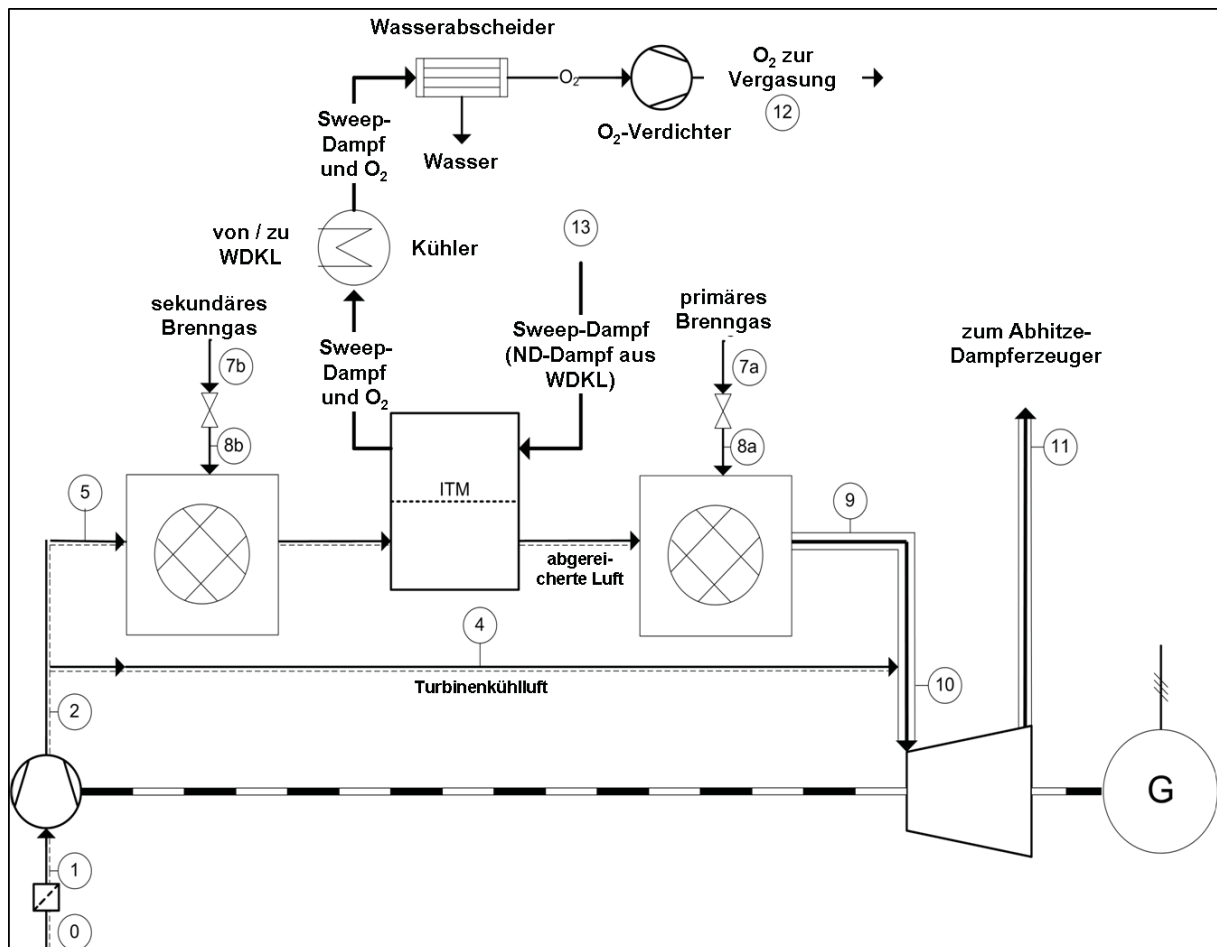 Wasserabscheider
O₂
O₂ zur
Vergasung
12
O₂-Verdichter
Wasser
Sweep-
Dampf
und O₂
von / zu
WDKL
Kühler
13
sekundäres
Brenngas
primäres
Brenngas
zum Abhitze-
Dampferzeuger
Sweep-
Dampf
und O₂
Sweep-Dampf
(ND-Dampf aus
WDKL)
7b
7a
8b
8a
11
5
ITM
9
abgerei-
cherte Luft
4
Turbinenkühlluft
10
2
G
1
0